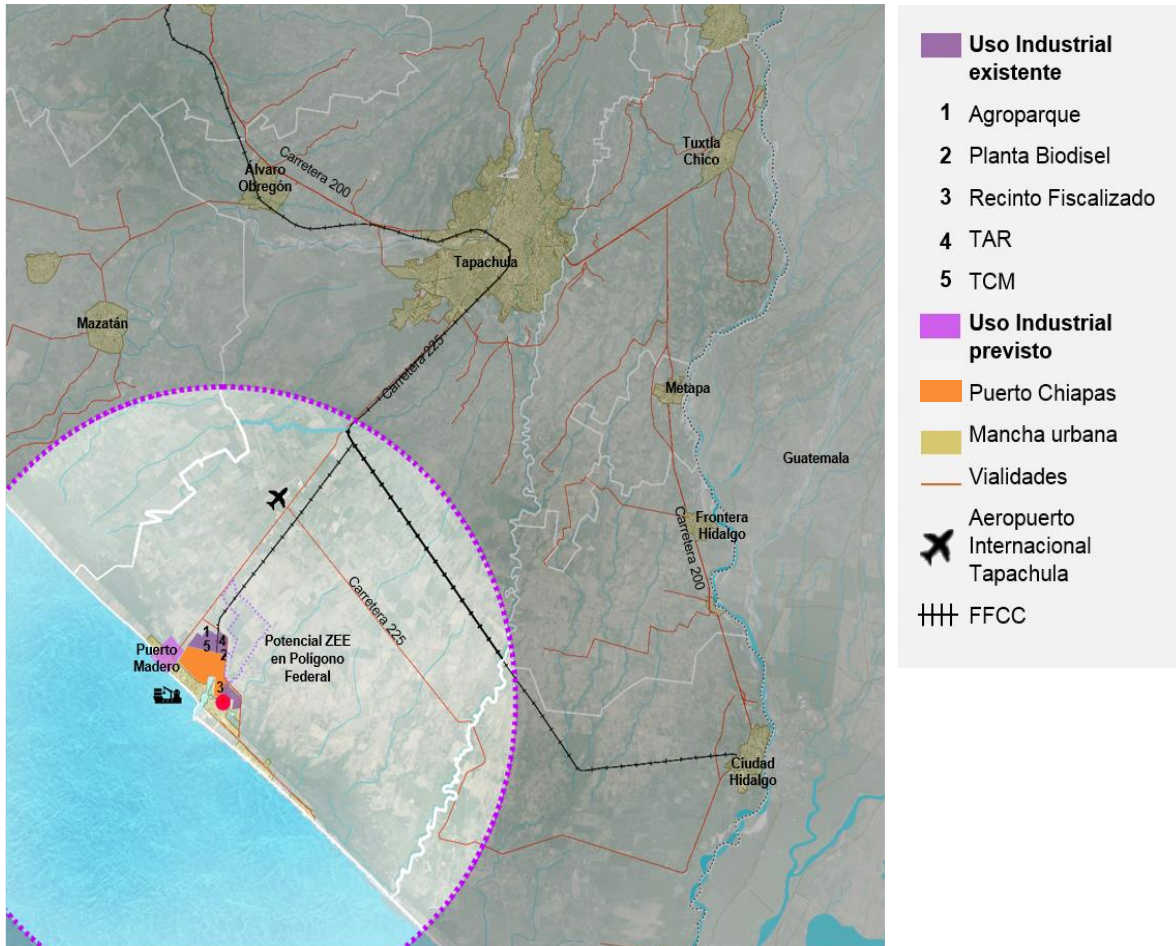 Carretera 200
Tuxtla
Chico
Álvaro
Obregón
Tapachula
Mazatán
Carretera 225
Metapa
Guatemala
Frontera
Hidalgo
Carretera 200
Carretera 225
1
5
4
2
3
Puerto
Madero
Potencial ZEE
en Polígono
Federal
Ciudad
Hidalgo
Uso Industrial
existente
1 Agroparque
2 Planta Biodisel
3 Recinto Fiscalizado
4 TAR
5 TCM
Uso Industrial
previsto
Puerto Chiapas
Mancha urbana
Vialidades
Aeropuerto
Internacional
Tapachula
FFCC